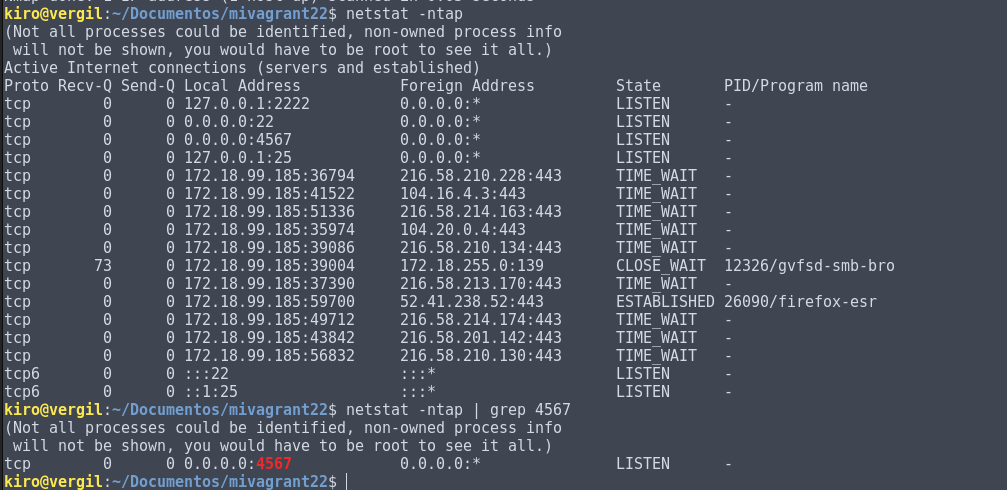 kiro@vergil:~/Documentos/mivagrant22$ netstat -ntap
(Not all processes could be identified, non-owned process info
 will not be shown, you would have to be root to see it all.)
Active Internet connections (servers and established)
Proto Recv-Q Send-Q Local Address           Foreign Address         State       PID/Program name
tcp        0      0 127.0.0.1:2222          0.0.0.0:*               LISTEN      -
tcp        0      0 0.0.0.0:22              0.0.0.0:*               LISTEN      -
tcp        0      0 0.0.0.0:4567            0.0.0.0:*               LISTEN      -
tcp        0      0 127.0.0.1:25            0.0.0.0:*               LISTEN      -
tcp        0      0 172.18.99.185:36794     216.58.210.228:443      TIME_WAIT   -
tcp        0      0 172.18.99.185:41522     104.16.4.3:443          TIME_WAIT   -
tcp        0      0 172.18.99.185:51336     216.58.214.163:443      TIME_WAIT   -
tcp        0      0 172.18.99.185:35974     104.20.0.4:443          TIME_WAIT   -
tcp        0      0 172.18.99.185:39086     216.58.210.134:443      TIME_WAIT   -
tcp       73      0 172.18.99.185:39004     172.18.255.0:139        CLOSE_WAIT  12326/gvfsd-smb-bro
tcp        0      0 172.18.99.185:37390     216.58.213.170:443      TIME_WAIT   -
tcp        0      0 172.18.99.185:59700     52.41.238.52:443        ESTABLISHED 26090/firefox-esr
tcp        0      0 172.18.99.185:49712     216.58.214.174:443      TIME_WAIT   -
tcp        0      0 172.18.99.185:43842     216.58.201.142:443      TIME_WAIT   -
tcp        0      0 172.18.99.185:56832     216.58.210.130:443      TIME_WAIT   -
tcp6       0      0 :::22                   :::*                    LISTEN      -
tcp6       0      0 ::1:25                  :::*                    LISTEN      -
kiro@vergil:~/Documentos/mivagrant22$ netstat -ntap | grep 4567
(Not all processes could be identified, non-owned process info
 will not be shown, you would have to be root to see it all.)
tcp        0      0 0.0.0.0:4567            0.0.0.0:*               LISTEN      -
kiro@vergil:~/Documentos/mivagrant22$